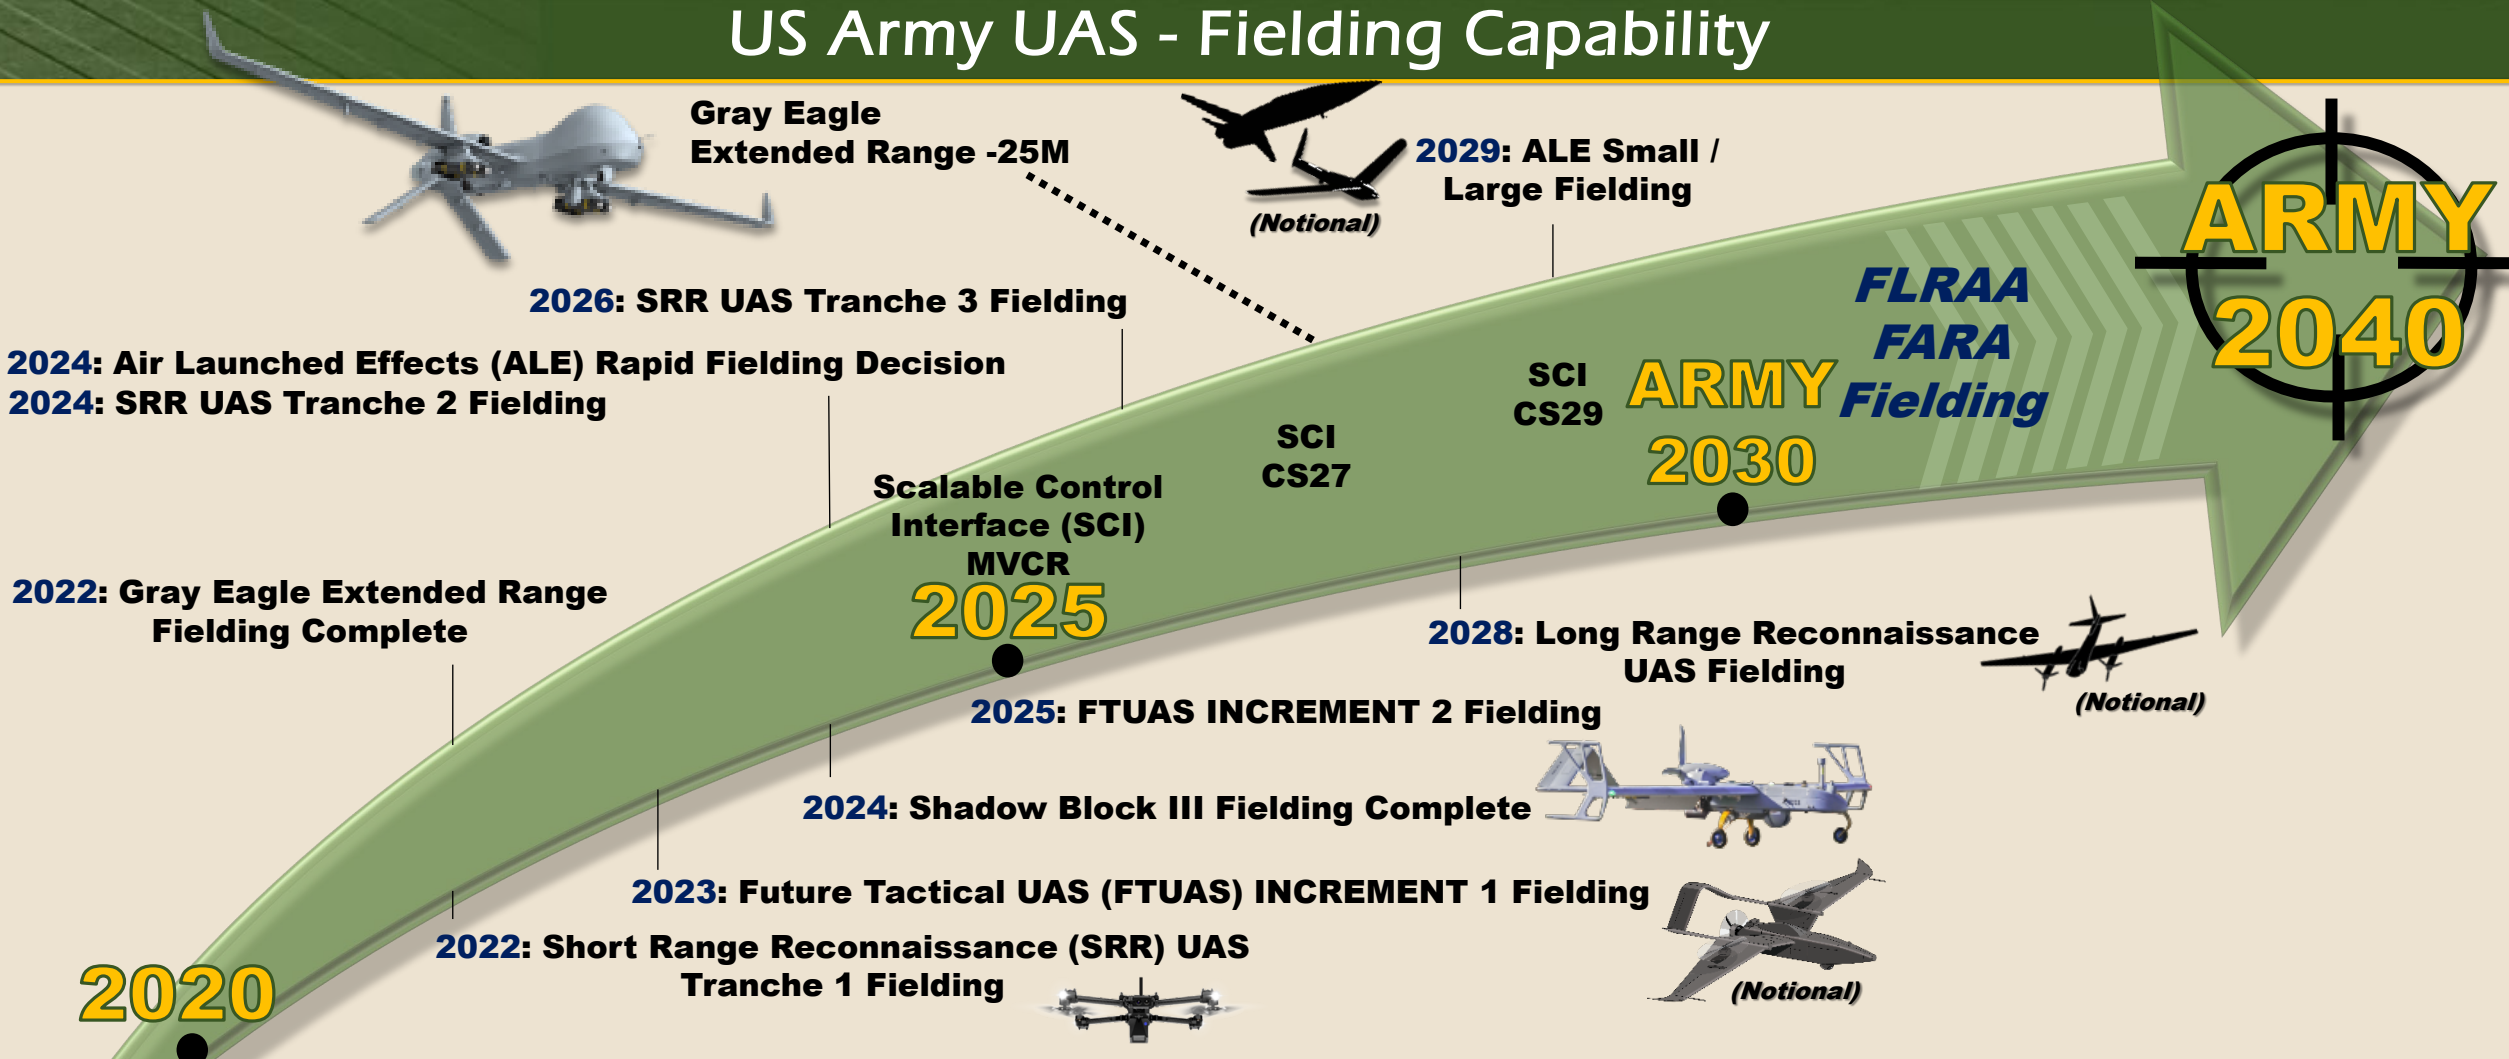 US Army UAS - Fielding Capability
Gray Eagle
Extended Range -25M
(Notional)
2029: ALE Small /
Large Fielding
ARMY
2040
2026: SRR UAS Tranche 3 Fielding
FLRAA
FARA
Fielding
2024: Air Launched Effects (ALE) Rapid Fielding Decision
2024: SRR UAS Tranche 2 Fielding
SCI
CS29
ARMY
2030
SCI
CS27
Scalable Control
Interface (SCI)
MVCR
2025
2022: Gray Eagle Extended Range
Fielding Complete
2028: Long Range Reconnaissance
UAS Fielding
(Notional)
2025: FTUAS INCREMENT 2 Fielding
2024: Shadow Block III Fielding Complete
2023: Future Tactical UAS (FTUAS) INCREMENT 1 Fielding
(Notional)
2022: Short Range Reconnaissance (SRR) UAS
Tranche 1 Fielding
2020